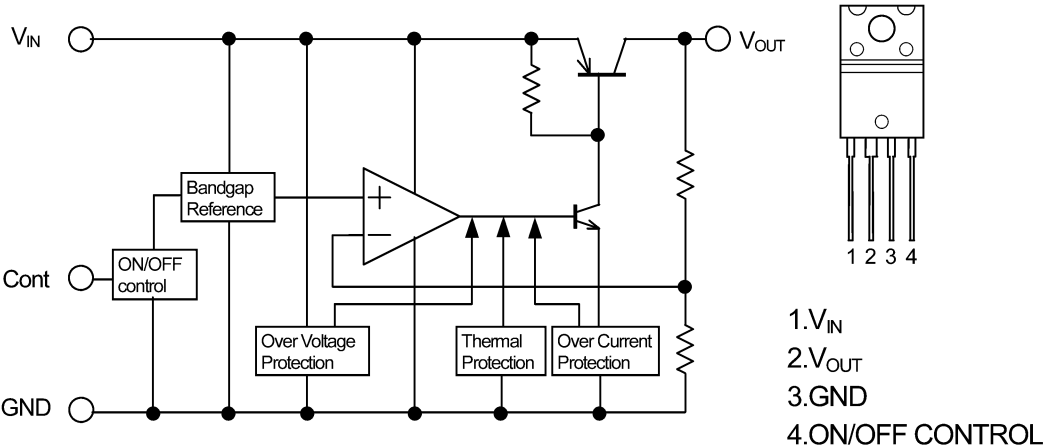 VIN
VOUT
Bandgap
Reference
+
−
ON/OFF
control
Cont
Over Voltage
Protection
Thermal
Protection
Over Current
Protection
GND
1 2 3 4
1.VIN
2.VOUT
3.GND
4.ON/OFF CONTROL